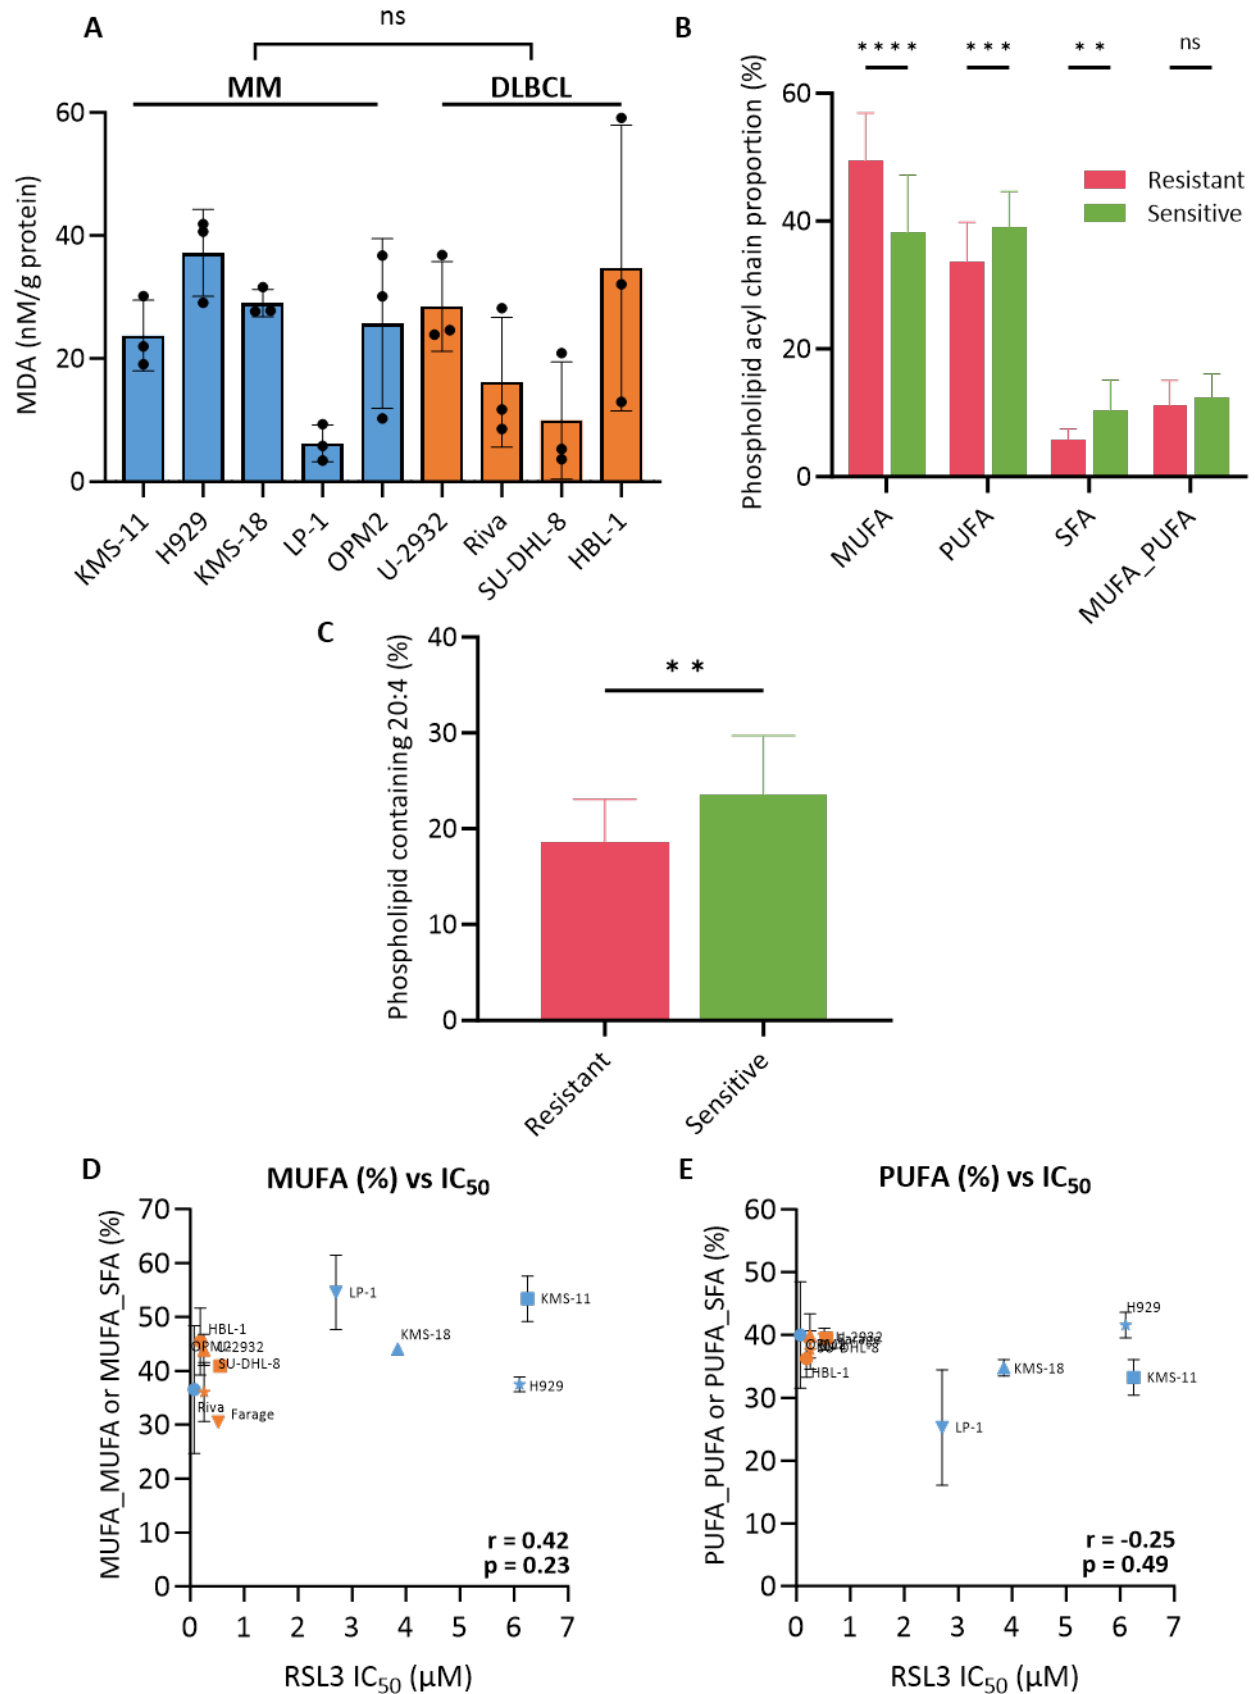 A
ns
MM
DLBCL
MDA (nM/g protein)
60
40
20
0
KMS-11
H929
KMS-18
LP-1
OPM2
U-2932
Riva
SU-DHL-8
HBL-1
B
****
***
**
ns
Phospholipid acyl chain proportion (%)
60
40
20
0
Resistant
Sensitive
MUFA
PUFA
SFA
MUFA_PUFA
C
**
Phospholipid containing 20:4 (%)
40
30
20
10
0
Resistant
Sensitive
D
MUFA (%) vs IC50
MUFA_MUFA or MUFA_SFA (%)
70
60
50
40
30
20
10
0
LP-1
KMS-11
HBL-1
KMS-18
OPM2
U-2932
SU-DHL-8
H929
Riva
Farage
r = 0.42
p = 0.23
0 1 2 3 4 5 6 7
RSL3 IC50 (µM)
E
PUFA (%) vs IC50
PUFA_PUFA or PUFA_SFA (%)
60
50
40
30
20
10
0
H929
U-2932
SU-DHL-8
HBL-1
KMS-18
KMS-11
LP-1
r = -0.25
p = 0.49
0 1 2 3 4 5 6 7
RSL3 IC50 (µM)